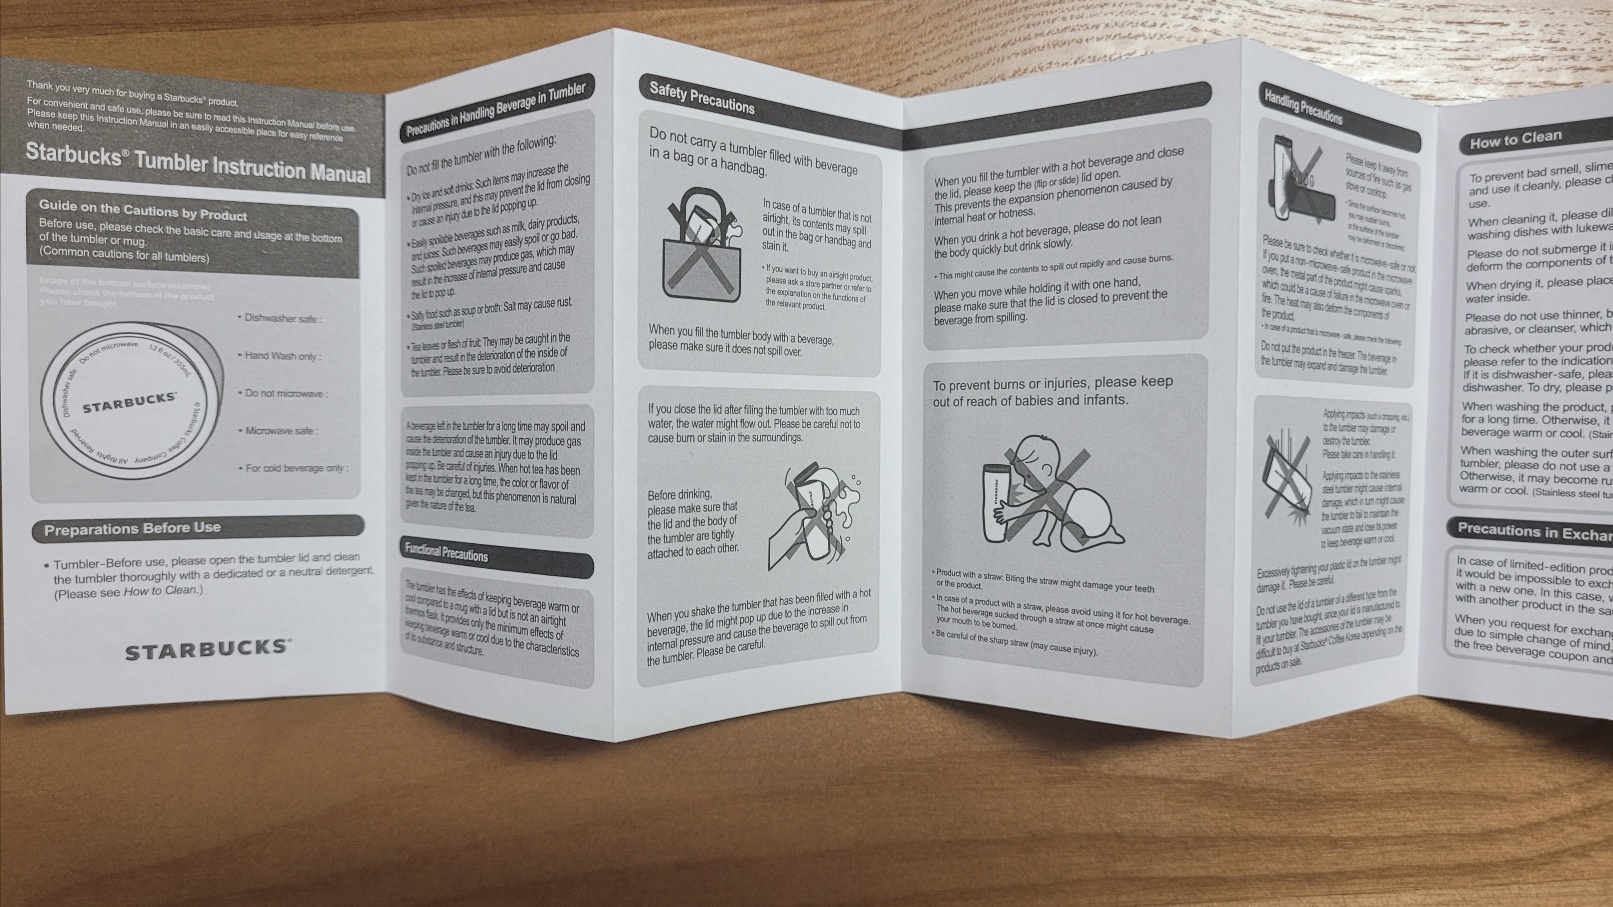 Thank you very much for buying a Starbucks® product.
For convenient and safe use, please be sure to read this Instruction Manual before use.
Please keep this Instruction Manual in an easily accessible place for easy reference
when needed.
Starbucks® Tumbler Instruction Manual
Guide on the Cautions by Product
Before use, please check the basic care and usage at the bottom
of the tumbler or mug.
(Common cautions for all tumblers)
Image of the bottom surface (example)
Please check the bottom of the product
you have bought.
Do not microwave
12 fl oz / 355mL
Dishwasher safe
STARBUCKS®
© Starbucks Coffee Company · All Rights Reserved
• Dishwasher safe :
• Hand Wash only :
• Do not microwave :
• Microwave safe :
• For cold beverage only :
Preparations Before Use
• Tumbler–Before use, please open the tumbler lid and clean
the tumbler thoroughly with a dedicated or a neutral detergent.
(Please see How to Clean.)
STARBUCKS®
Precautions in Handling Beverage in Tumbler
Do not fill the tumbler with the following:
• Dry ice and soft drinks: Such items may increase the
internal pressure, and this may prevent the lid from closing
or cause an injury due to the lid popping up.
• Easily spoilable beverages such as milk, dairy products,
and juices: Such beverages may easily spoil or go bad.
Such spoiled beverages may produce gas, which may
result in the increase of internal pressure and cause
the lid to pop up.
• Salty food such as soup or broth: Salt may cause rust.
(Stainless steel tumbler)
• Tea leaves or flesh of fruit: They may be caught in the
tumbler and result in the deterioration of the inside of
the tumbler. Please be sure to avoid deterioration
A beverage left in the tumbler for a long time may spoil and
cause the deterioration of the tumbler. It may produce gas
inside the tumbler and cause an injury due to the lid
popping up. Be careful of injuries. When hot tea has been
kept in the tumbler for a long time, the color or flavor of
the tea may be changed, but this phenomenon is natural
given the nature of the tea.
Functional Precautions
The tumbler has the effects of keeping beverage warm or
cool compared to a mug with a lid but is not an airtight
thermos flask. It provides only the minimum effects of
keeping beverage warm or cool due to the characteristics
of its substance and structure.
Safety Precautions
Do not carry a tumbler filled with beverage
in a bag or a handbag.
In case of a tumbler that is not
airtight, its contents may spill
out in the bag or handbag and
stain it.
• If you want to buy an airtight product,
please ask a store partner or refer to
the explanation on the functions of
the relevant product.
When you fill the tumbler body with a beverage,
please make sure it does not spill over.
If you close the lid after filling the tumbler with too much
water, the water might flow out. Please be careful not to
cause burn or stain in the surroundings.
Before drinking,
please make sure that
the lid and the body of
the tumbler are tightly
attached to each other.
When you shake the tumbler that has been filled with a hot
beverage, the lid might pop up due to the increase in
internal pressure and cause the beverage to spill out from
the tumbler. Please be careful.
When you fill the tumbler with a hot beverage and close
the lid, please keep the (flip or slide) lid open.
This prevents the expansion phenomenon caused by
internal heat or hotness.
When you drink a hot beverage, please do not lean
the body quickly but drink slowly.
• This might cause the contents to spill out rapidly and cause burns.
When you move while holding it with one hand,
please make sure that the lid is closed to prevent the
beverage from spilling.
To prevent burns or injuries, please keep
out of reach of babies and infants.
• Product with a straw: Biting the straw might damage your teeth
or the product.
• In case of a product with a straw, please avoid using it for hot beverage.
The hot beverage sucked through a straw at once might cause
your mouth to be burned.
• Be careful of the sharp straw (may cause injury).
Handling Precautions
Please keep it away from
sources of fire such as gas
stove or cooktop.
• Since the surface becomes hot,
you may sustain burns,
or the surface of the tumbler
may be deformed or discolored.
Please be sure to check whether it is microwave-safe or not.
If you put a non-microwave-safe product in the microwave
oven, the metal part of the product might cause sparks,
which could be a cause of failure in the microwave oven or
fire. The heat may also deform the components of
the product.
• In case of a product that is microwave-safe, please check the following:
Do not put the product in the freezer. The beverage in
the tumbler may expand and damage the tumbler.
Applying impacts (such as dropping, etc.)
to the tumbler may damage or
destroy the tumbler.
Please take care in handling it.
Applying impacts to the stainless
steel tumbler might cause internal
damage, which in turn might cause
the tumbler to fail to maintain the
vacuum state and lose its power
to keep beverage warm or cool.
Excessively tightening your plastic lid on the tumbler might
damage it. Please be careful.
Do not use the lid of a tumbler of a different type from the
tumbler you have bought, since your lid is manufactured to
fit your tumbler. The accessories of the tumbler may be
difficult to buy at Starbucks® Coffee Korea depending on the
products on sale.
How to Clean
To prevent bad smell, slime
and use it cleanly, please cl
use.
When cleaning it, please dil
washing dishes with lukewa
Please do not submerge it i
deform the components of t
When drying it, please place
water inside.
Please do not use thinner, b
abrasive, or cleanser, which
To check whether your prod
please refer to the indication
If it is dishwasher-safe, pleas
dishwasher. To dry, please p
When washing the product, p
for a long time. Otherwise, it
beverage warm or cool. (Stain
When washing the outer surf
tumbler, please do not use a
Otherwise, it may become ru
warm or cool. (Stainless steel tu
Precautions in Exchan
In case of limited-edition prod
it would be impossible to exch
with a new one. In this case, w
with another product in the sa
When you request for exchang
due to simple change of mind,
the free beverage coupon and